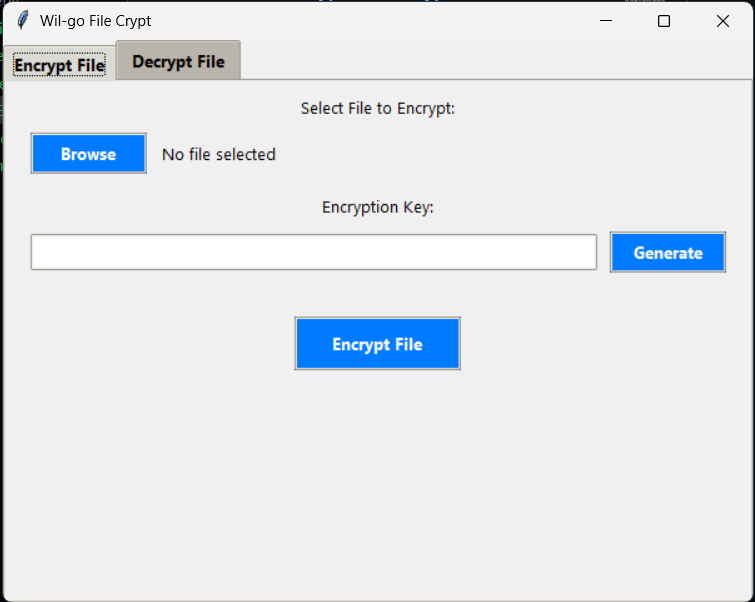 Wil-go File Crypt
Encrypt File
Decrypt File
Select File to Encrypt:
Browse
No file selected
Encryption Key:
Generate
Encrypt File